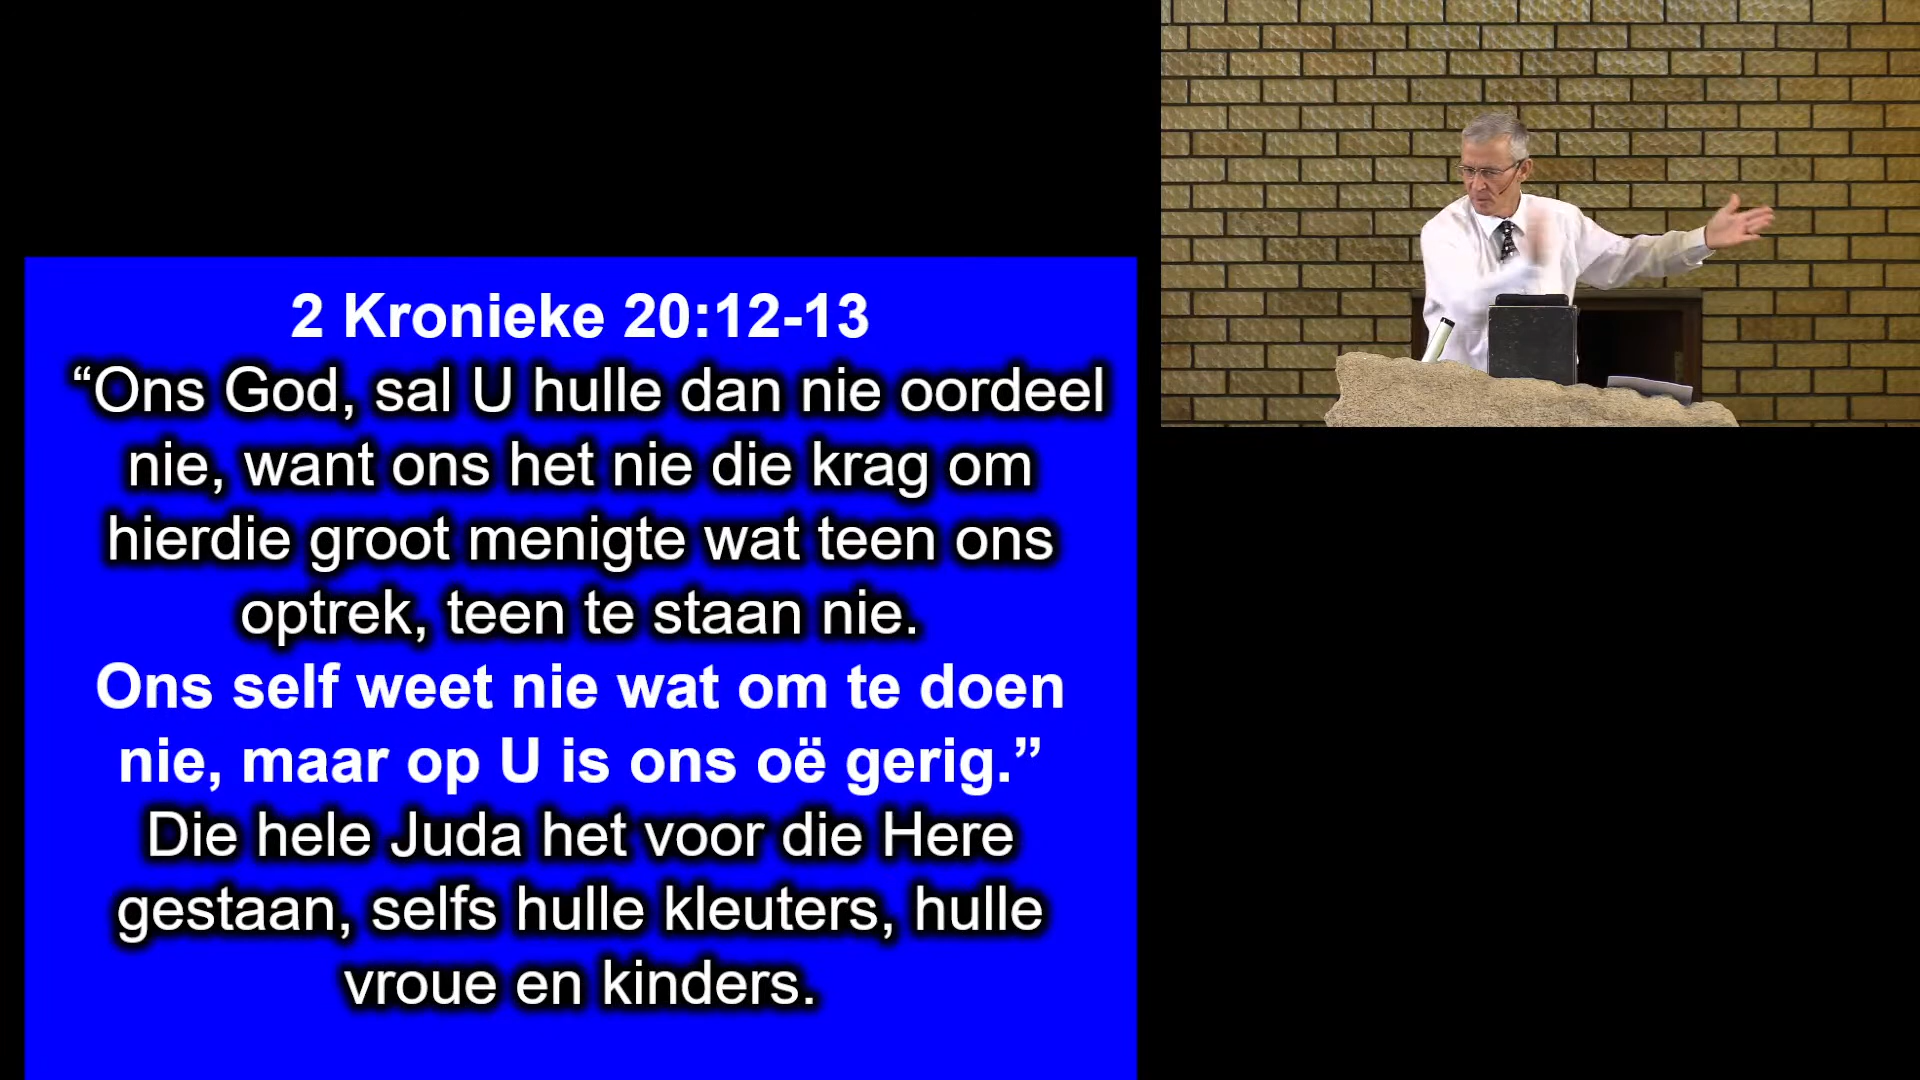 2 Kronieke 20:12-13
“Ons God, sal U hulle dan nie oordeel
nie, want ons het nie die krag om
hierdie groot menigte wat teen ons
optrek, teen te staan nie.
Ons self weet nie wat om te doen
nie, maar op U is ons oë gerig.”
Die hele Juda het voor die Here
gestaan, selfs hulle kleuters, hulle
vroue en kinders.